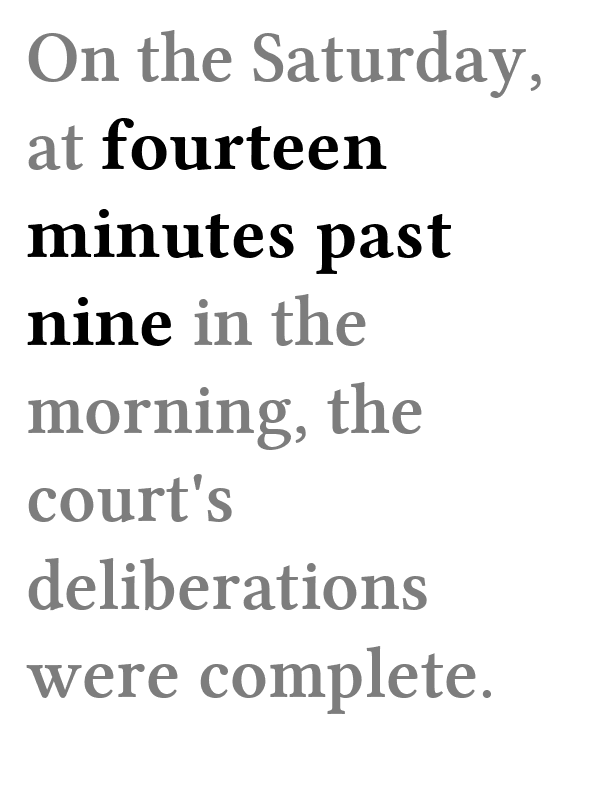 On the Saturday,
at fourteen
minutes past
nine in the
morning, the
court's
deliberations
were complete.